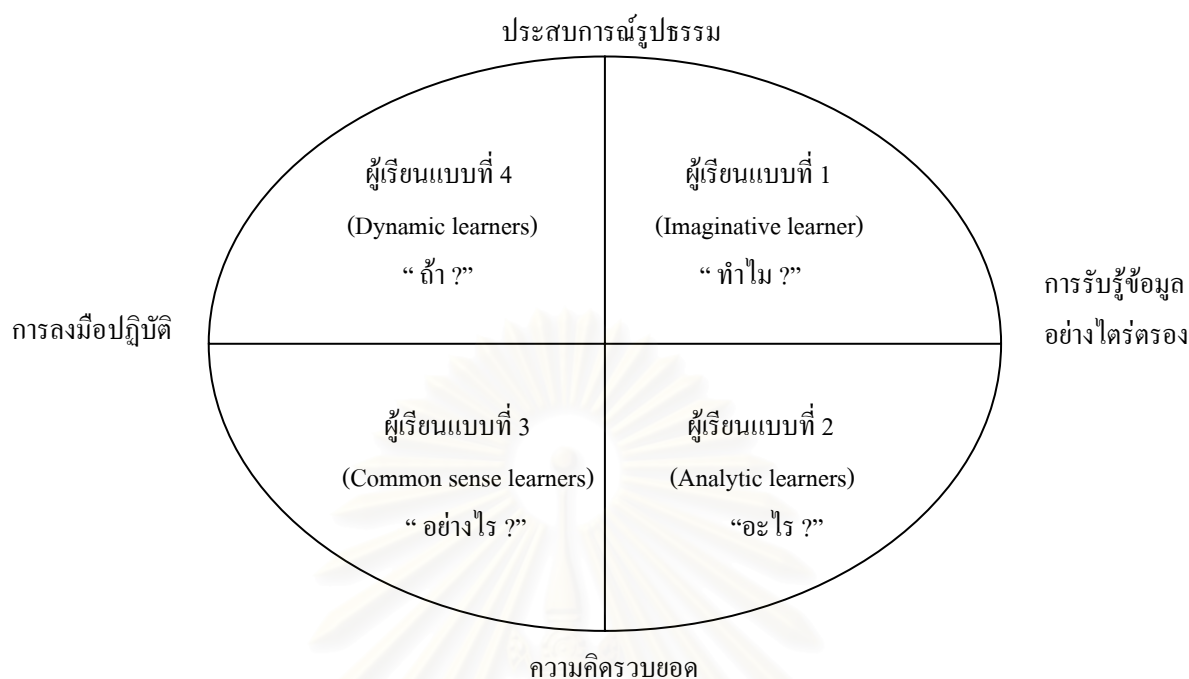 ประสบการณ์รูปธรรม
ผู้เรียนแบบที่ 4
(Dynamic learners)
“ ถ้า ?”
ผู้เรียนแบบที่ 1
(Imaginative learner)
“ ทำไม ?”
การลงมือปฏิบัติ
การรับรู้ข้อมูล
อย่างไตร่ตรอง
ผู้เรียนแบบที่ 3
(Common sense learners)
“ อย่างไร ?”
ผู้เรียนแบบที่ 2
(Analytic learners)
“อะไร ?”
ความคิดรวบยอด